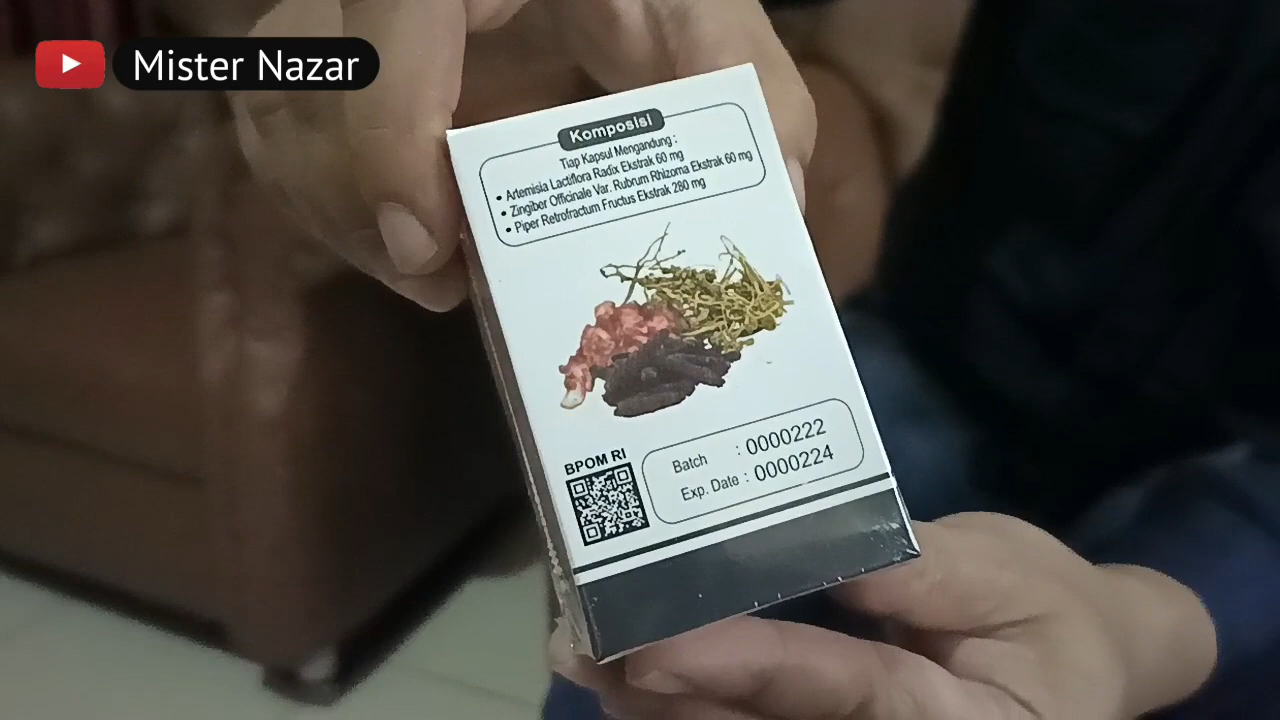 Mister Nazar
Komposisi
Tiap Kapsul Mengandung :
• Artemisia Lactiflora Radix Ekstrak 60 mg
• Zingiber Officinale Var. Rubrum Rhizoma Ekstrak 60 mg
• Piper Retrofractum Fructus Ekstrak 280 mg
BPOM RI
Batch : 0000222
Exp. Date : 0000224